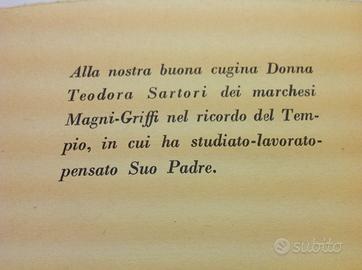 Alla nostra buona cugina Donna
Teodora Sartori dei marchesi
Magni-Griffi nel ricordo del Tem-
pio, in cui ha studiato-lavorato-
pensato Suo Padre.
subito